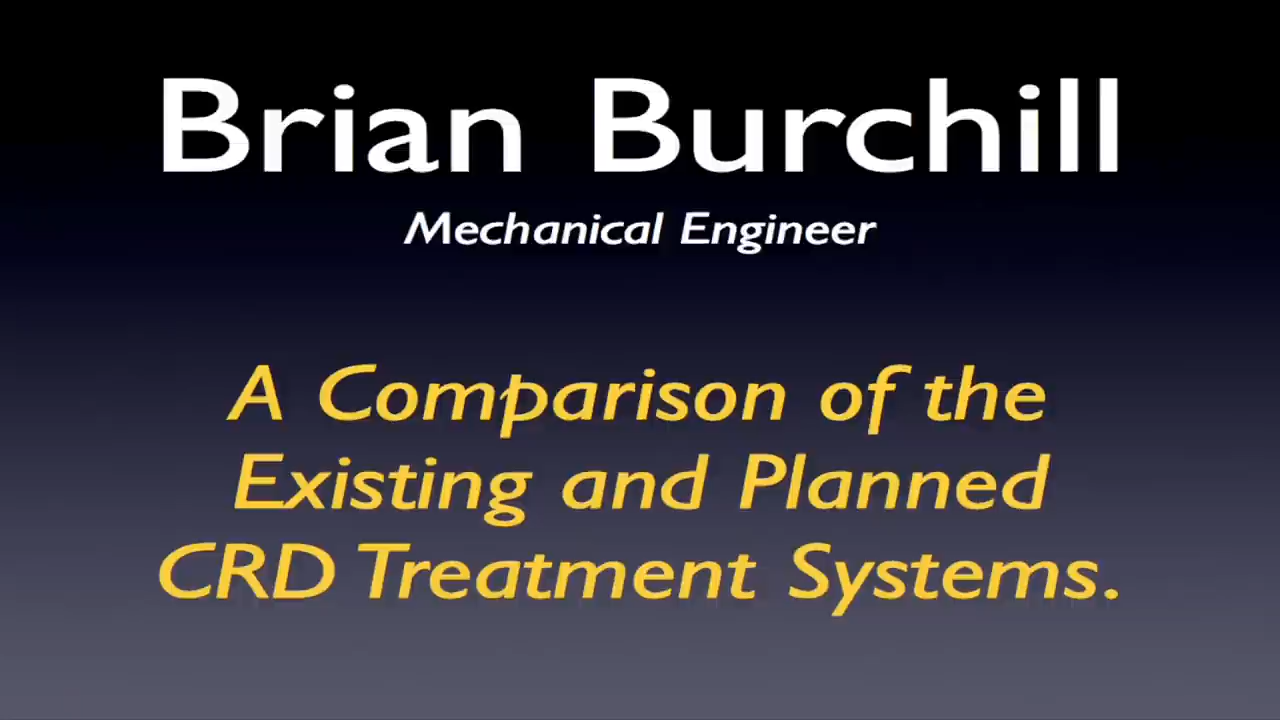 Brian Burchill
Mechanical Engineer
A Comparison of the
Existing and Planned
CRD Treatment Systems.